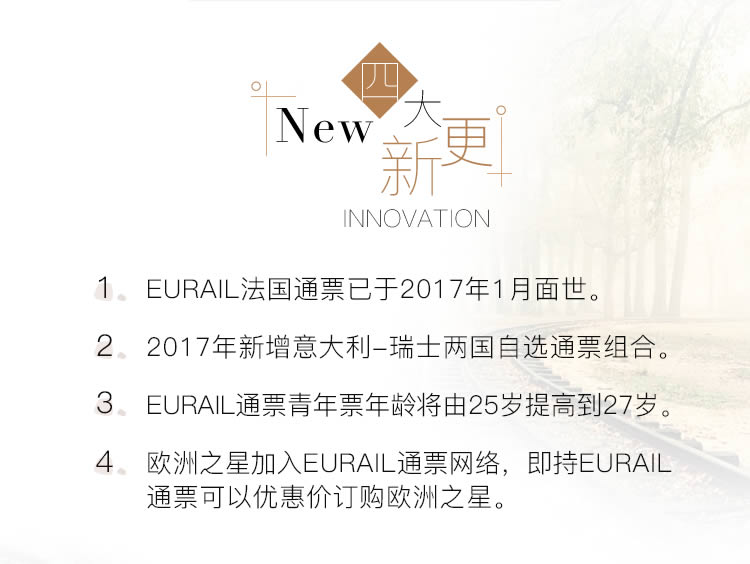 New 四大
更新
INNOVATION
1、EURAIL法国通票已于2017年1月面世。
2、2017年新增意大利-瑞士两国自选通票组合。
3、EURAIL通票青年票年龄将由25岁提高到27岁。
4、欧洲之星加入EURAIL通票网络，即持EURAIL
通票可以优惠价订购欧洲之星。